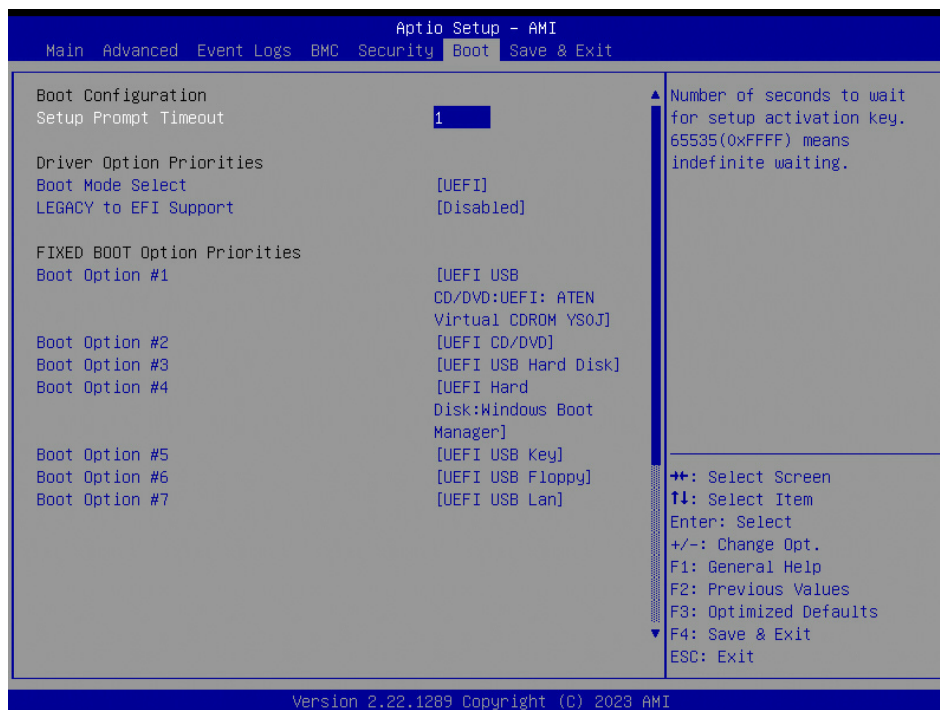 Aptio Setup – AMI
Main Advanced Event Logs BMC Security Boot Save & Exit
Boot Configuration
Setup Prompt Timeout 1
Driver Option Priorities
Boot Mode Select [UEFI]
LEGACY to EFI Support [Disabled]
FIXED BOOT Option Priorities
Boot Option #1 [UEFI USB
CD/DVD:UEFI: ATEN
Virtual CDROM YS0J]
Boot Option #2 [UEFI CD/DVD]
Boot Option #3 [UEFI USB Hard Disk]
Boot Option #4 [UEFI Hard
Disk:Windows Boot
Manager]
Boot Option #5 [UEFI USB Key]
Boot Option #6 [UEFI USB Floppy]
Boot Option #7 [UEFI USB Lan]
Number of seconds to wait
for setup activation key.
65535(0xFFFF) means
indefinite waiting.
→←: Select Screen
↑↓: Select Item
Enter: Select
+/-: Change Opt.
F1: General Help
F2: Previous Values
F3: Optimized Defaults
F4: Save & Exit
ESC: Exit
Version 2.22.1289 Copyright (C) 2023 AMI